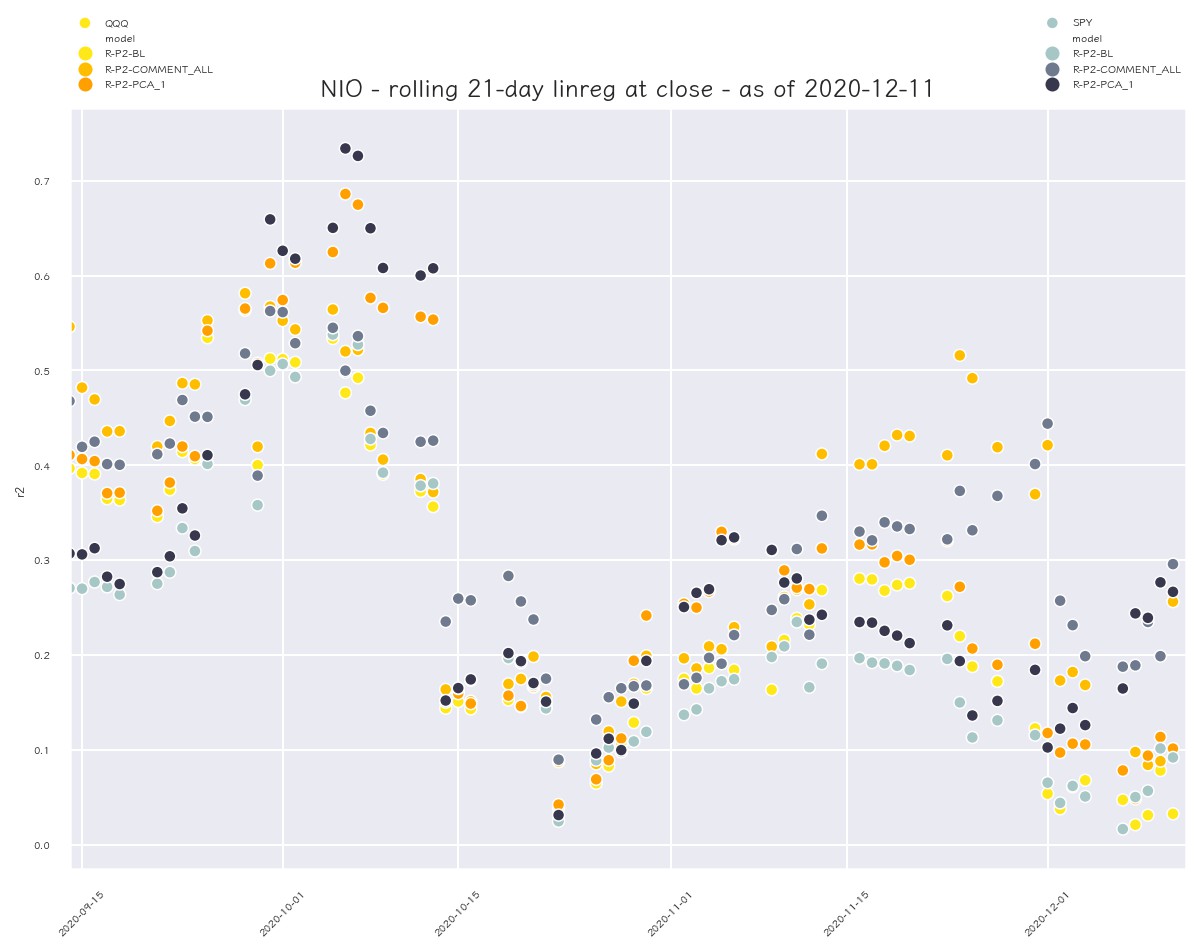 QQQ
model
R-P2-BL
R-P2-COMMENT_ALL
R-P2-PCA_1
SPY
model
R-P2-BL
R-P2-COMMENT_ALL
R-P2-PCA_1
NIO - rolling 21-day linreg at close - as of 2020-12-11
r2
0.7
0.6
0.5
0.4
0.3
0.2
0.1
0.0
2020-09-15
2020-10-01
2020-10-15
2020-11-01
2020-11-15
2020-12-01